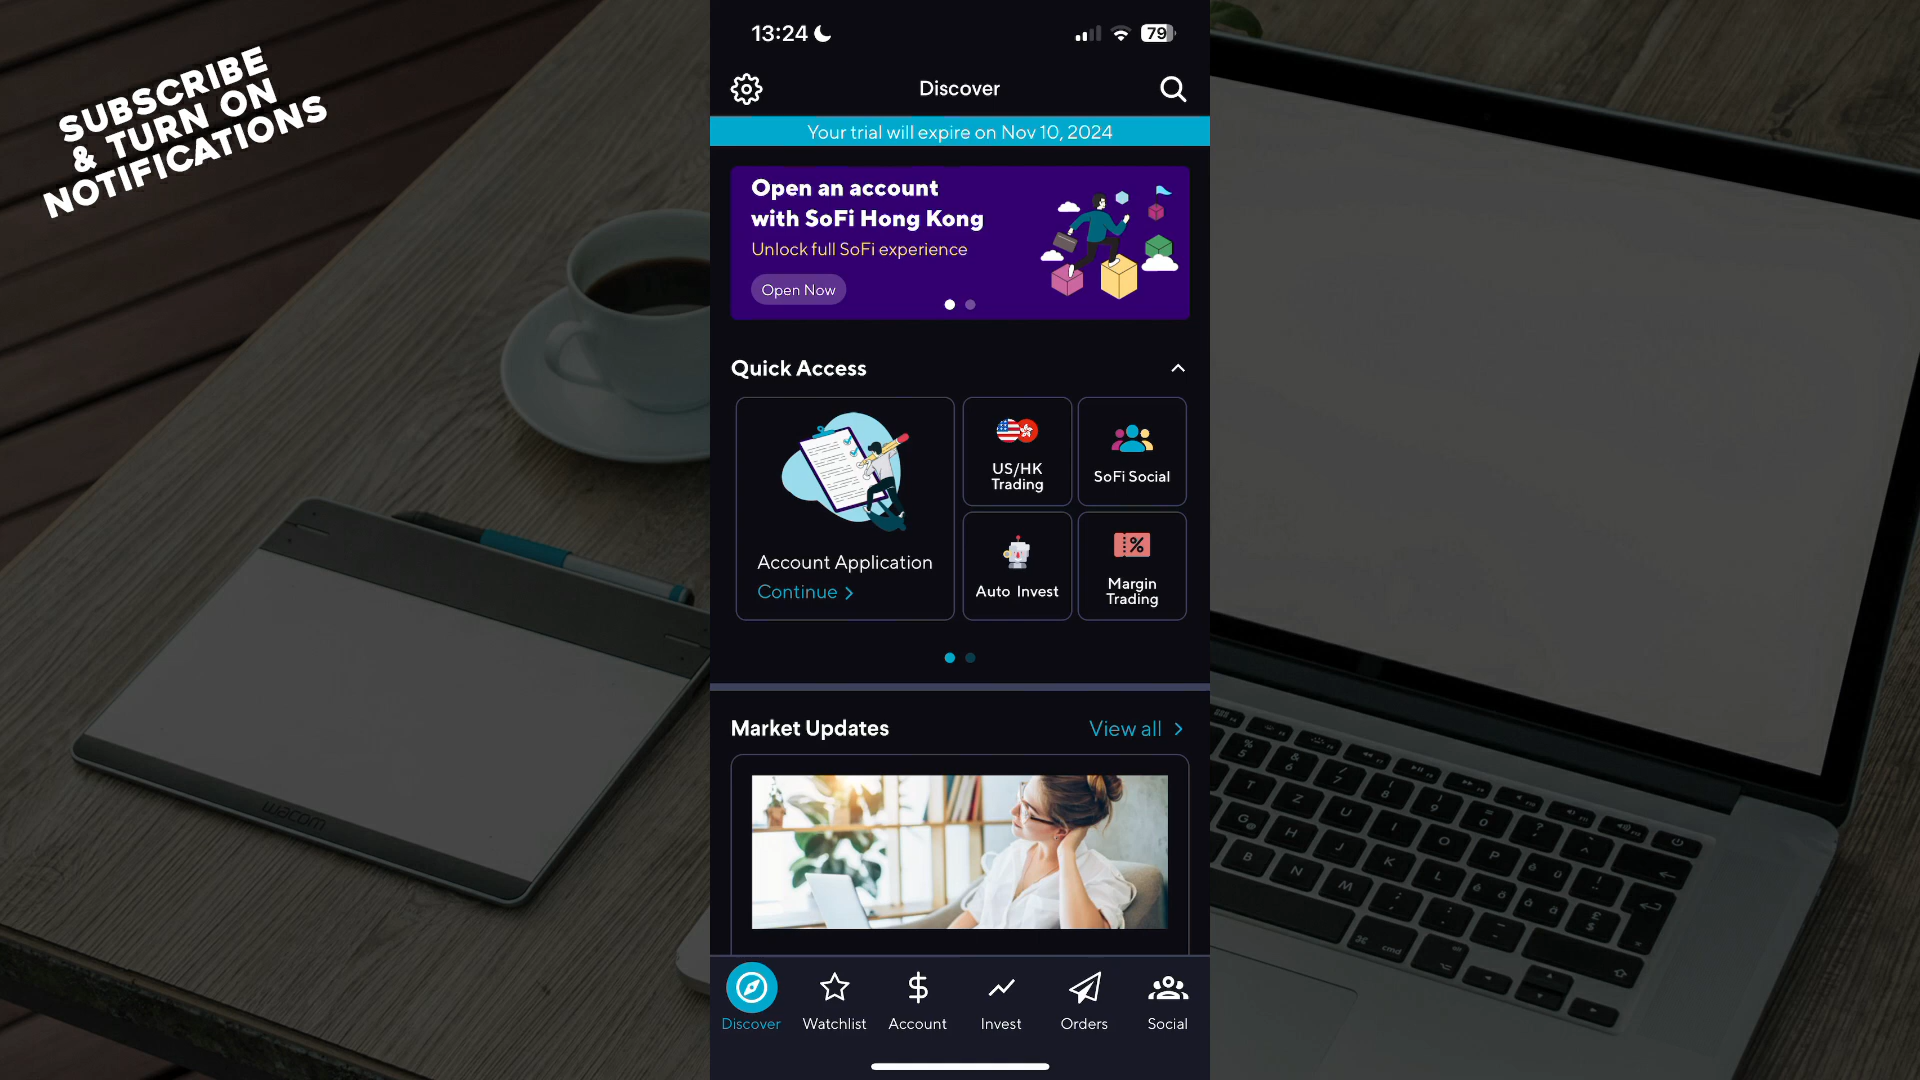 SUBSCRIBE
& TURN ON
NOTIFICATIONS
13:24
79
Discover
Your trial will expire on Nov 10, 2024
Open an account
with SoFi Hong Kong
Unlock full SoFi experience
Open Now
Quick Access
Account Application
Continue >
US/HK
Trading
SoFi Social
Auto Invest
%
Margin
Trading
Market Updates
View all >
Discover
Watchlist
$
Account
Invest
Orders
Social
wacom